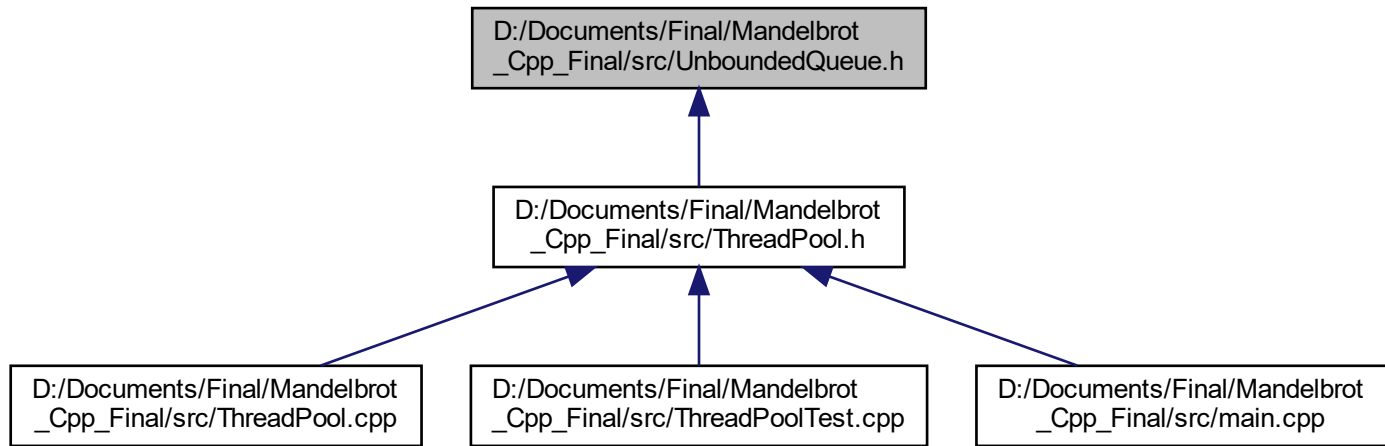 D:/Documents/Final/Mandelbrot
_Cpp_Final/src/UnboundedQueue.h
D:/Documents/Final/Mandelbrot
_Cpp_Final/src/ThreadPool.h
D:/Documents/Final/Mandelbrot
_Cpp_Final/src/ThreadPool.cpp
D:/Documents/Final/Mandelbrot
_Cpp_Final/src/ThreadPoolTest.cpp
D:/Documents/Final/Mandelbrot
_Cpp_Final/src/main.cpp